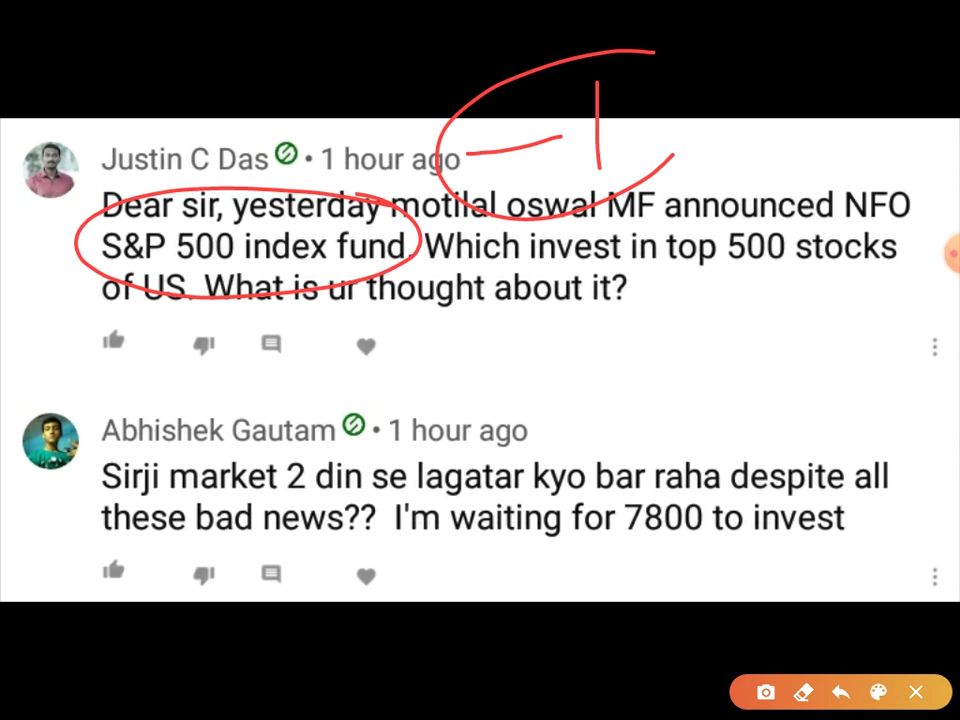 Justin C Das • 1 hour ago
Dear sir, yesterday motilal oswal MF announced NFO
S&P 500 index fund. Which invest in top 500 stocks
of US. What is ur thought about it?
Abhishek Gautam • 1 hour ago
Sirji market 2 din se lagatar kyo bar raha despite all
these bad news?? I'm waiting for 7800 to invest